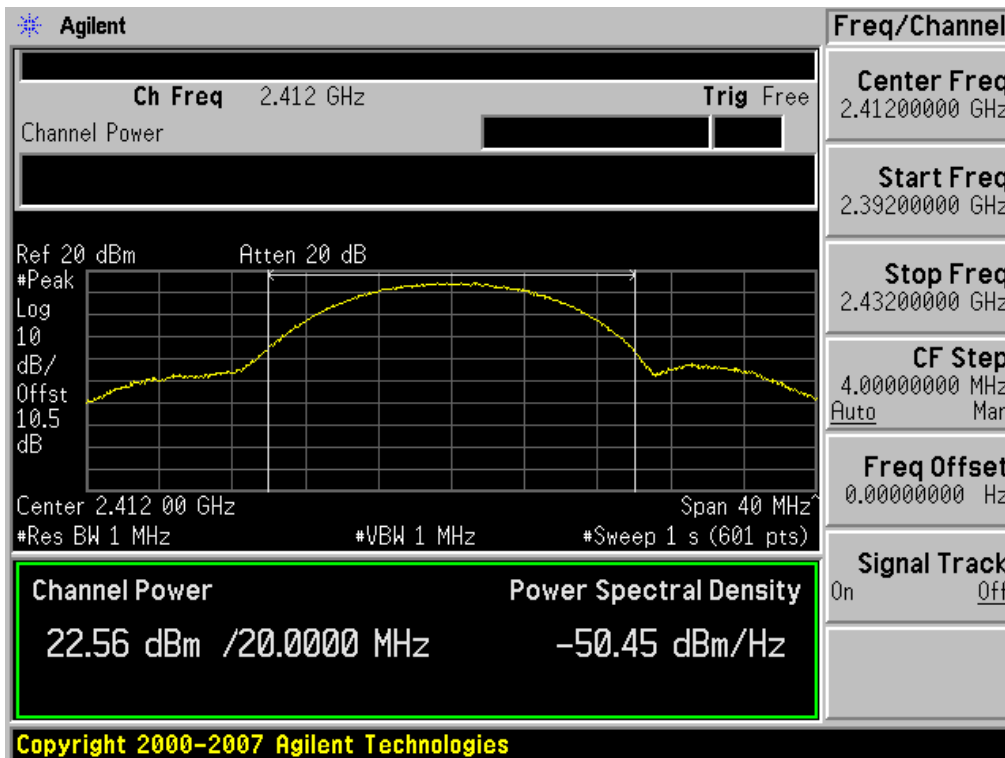 Agilent
Freq/Channel
Ch Freq 2.412 GHz Trig Free
Channel Power
Center Freq
2.41200000 GHz
Start Freq
2.39200000 GHz
Stop Freq
2.43200000 GHz
CF Step
4.00000000 MHz
Auto Man
Freq Offset
0.00000000 Hz
Signal Track
On Off
Ref 20 dBm Atten 20 dB
#Peak
Log
10
dB/
Offst
10.5
dB
Center 2.412 00 GHz Span 40 MHz^
#Res BW 1 MHz #VBW 1 MHz #Sweep 1 s (601 pts)
Channel Power Power Spectral Density
22.56 dBm /20.0000 MHz -50.45 dBm/Hz
Copyright 2000-2007 Agilent Technologies